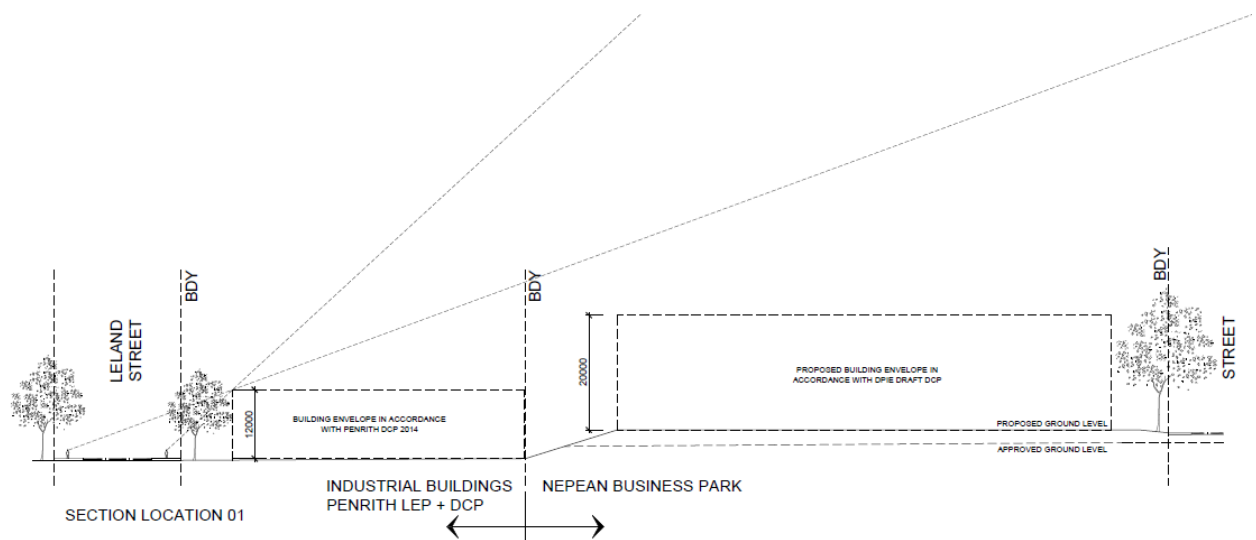 LELAND
STREET
BDY
BDY
BDY
STREET
12000
BUILDING ENVELOPE IN ACCORDANCE
WITH PENRITH DCP 2014
20000
PROPOSED BUILDING ENVELOPE IN
ACCORDANCE WITH DPIE DRAFT DCP
PROPOSED GROUND LEVEL
APPROVED GROUND LEVEL
INDUSTRIAL BUILDINGS
PENRITH LEP + DCP
NEPEAN BUSINESS PARK
SECTION LOCATION 01